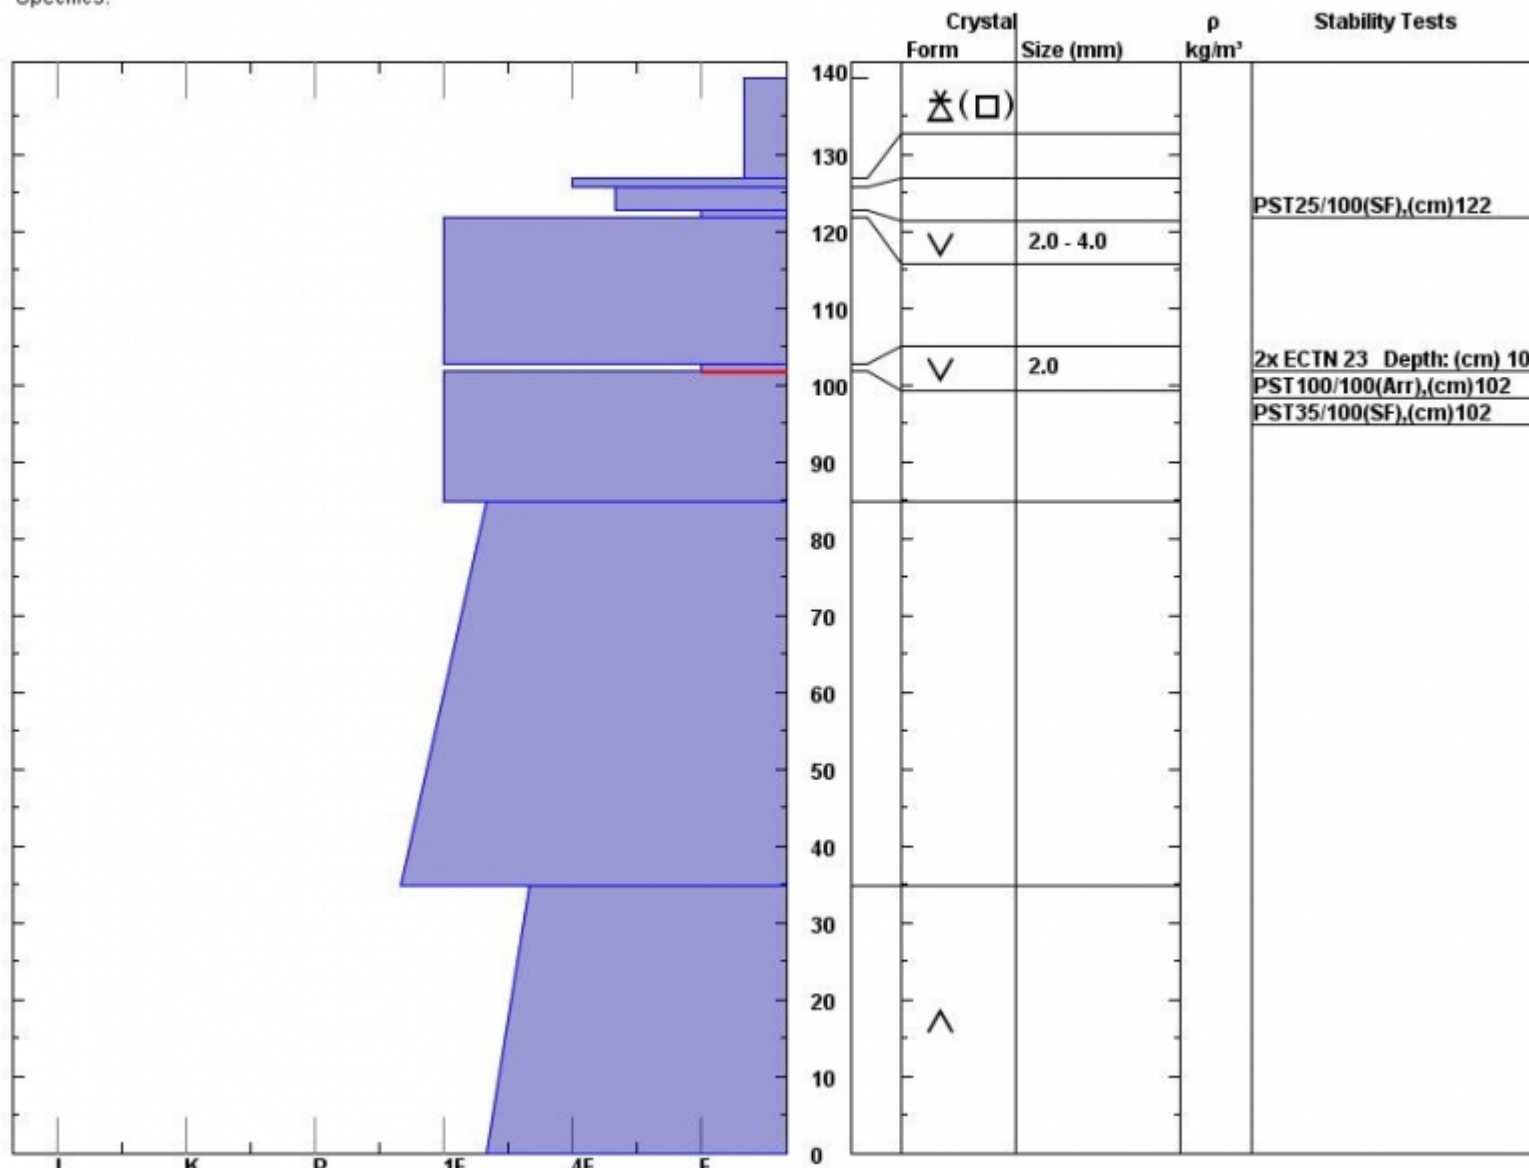 Specifics:
Crystal ρ Stability Tests
Form Size (mm) kg/m³
140
130
PST25/100(SF),(cm)122
120
2.0 - 4.0
110
2x ECTN 23 Depth: (cm) 10
2.0
100
PST100/100(Arr),(cm)102
PST35/100(SF),(cm)102
90
80
70
60
50
40
30
20
10
0
I K P 1F 4F F